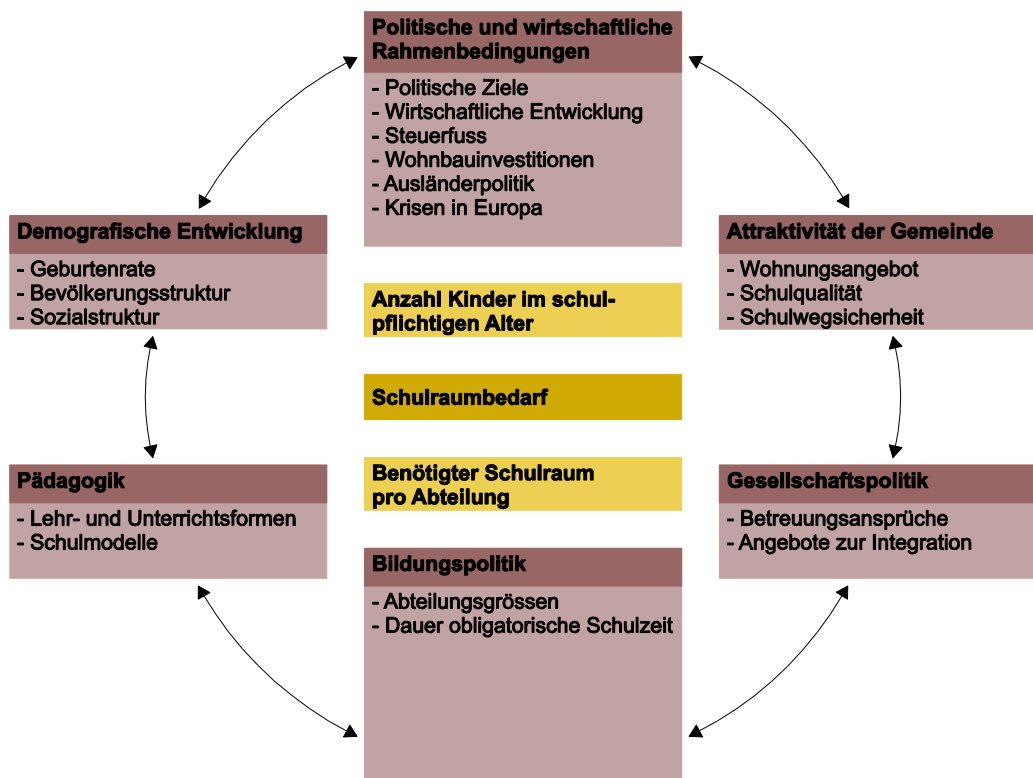 Politische und wirtschaftliche
Rahmenbedingungen
- Politische Ziele
- Wirtschaftliche Entwicklung
- Steuerfuss
- Wohnbauinvestitionen
- Ausländerpolitik
- Krisen in Europa
Demografische Entwicklung
- Geburtenrate
- Bevölkerungsstruktur
- Sozialstruktur
Attraktivität der Gemeinde
- Wohnungsangebot
- Schulqualität
- Schulwegsicherheit
Anzahl Kinder im schul-
pflichtigen Alter
Schulraumbedarf
Benötigter Schulraum
pro Abteilung
Pädagogik
- Lehr- und Unterrichtsformen
- Schulmodelle
Gesellschaftspolitik
- Betreuungsansprüche
- Angebote zur Integration
Bildungspolitik
- Abteilungsgrössen
- Dauer obligatorische Schulzeit